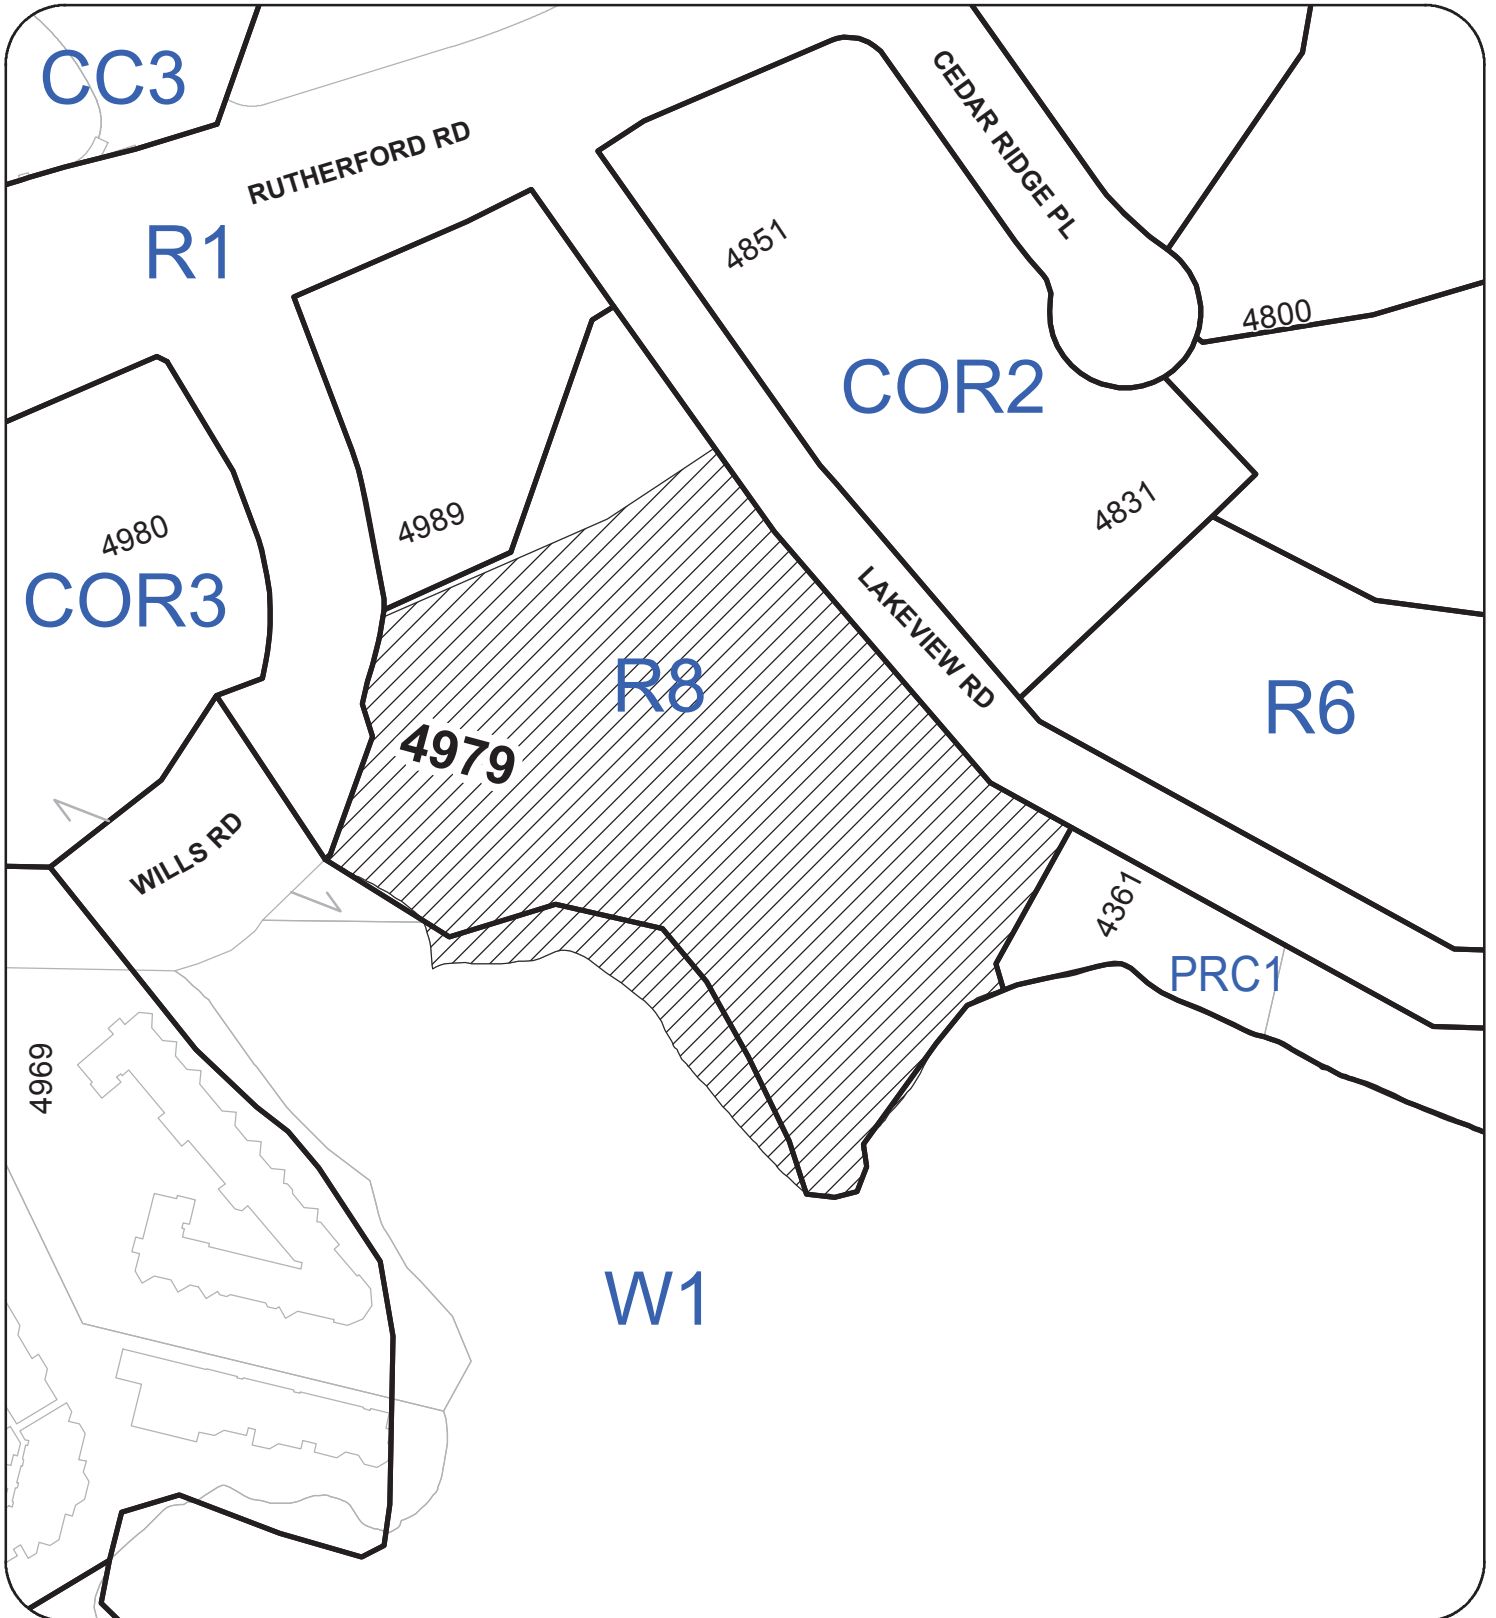 CC3
CEDAR RIDGE PL
RUTHERFORD RD
R1
4851
4800
COR2
4989
4831
4980
COR3
LAKEVIEW RD
R8
R6
4979
WILLS RD
4361
PRC1
4969
W1